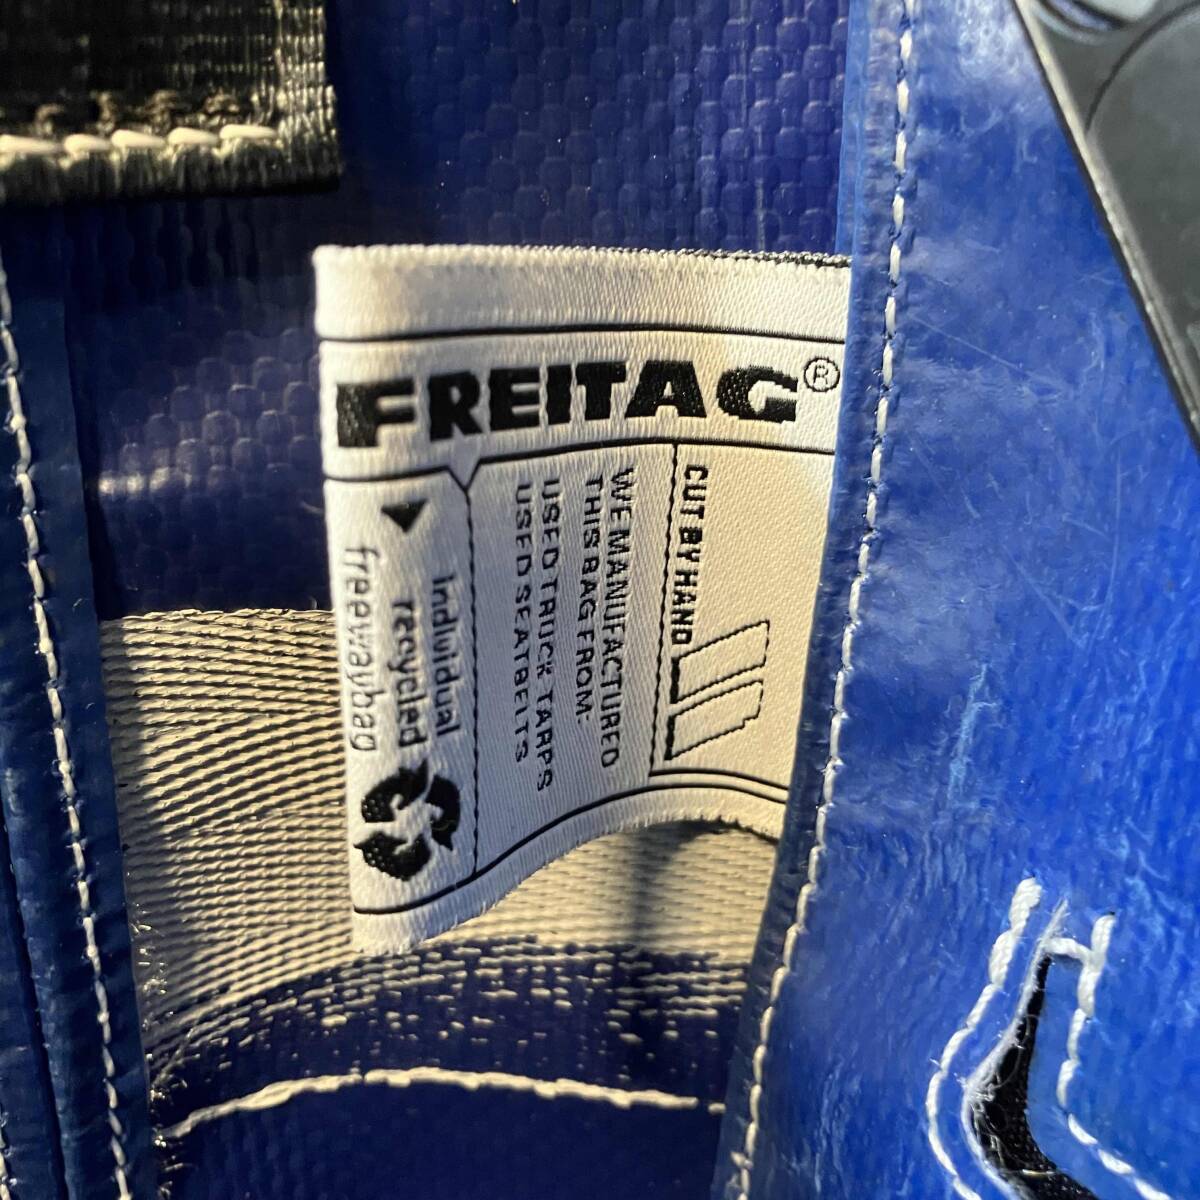 FREITAG®
CUT BY HAND
WE MANUFACTURED
THIS BAG FROM:
USED TRUCK TARPS
USED SEATBELTS
Individual
recycled
freewaybag